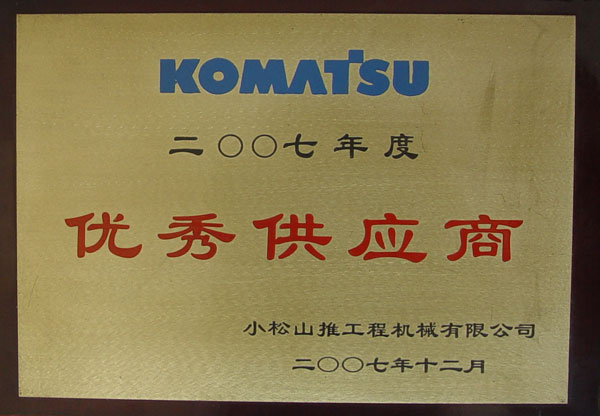 KOMATSU
二〇〇七年度
优秀供应商
小松山推工程机械有限公司
二〇〇七年十二月